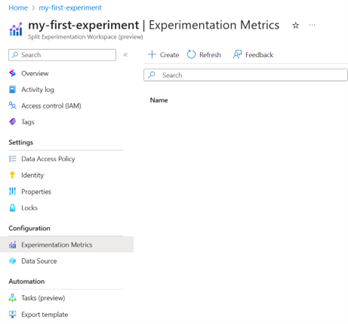 Home > my-first-experiment
my-first-experiment | Experimentation Metrics
Split Experimentation Workspace (preview)
Search
Create Refresh Feedback
Search
Name
Overview
Activity log
Access control (IAM)
Tags
Settings
Data Access Policy
Identity
Properties
Locks
Configuration
Experimentation Metrics
Data Source
Automation
Tasks (preview)
Export template